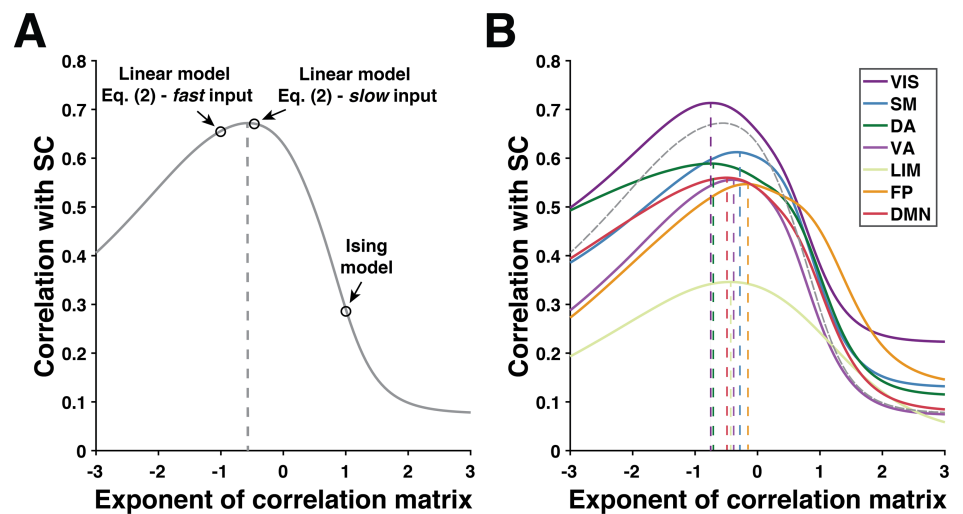 A
Correlation with SC
0.8
0.7
0.6
0.5
0.4
0.3
0.2
0.1
0
Linear model
Eq. (2) - fast input
Linear model
Eq. (2) - slow input
Ising
model
-3 -2 -1 0 1 2 3
Exponent of correlation matrix
B
Correlation with SC
0.8
0.7
0.6
0.5
0.4
0.3
0.2
0.1
0
VIS
SM
DA
VA
LIM
FP
DMN
-3 -2 -1 0 1 2 3
Exponent of correlation matrix